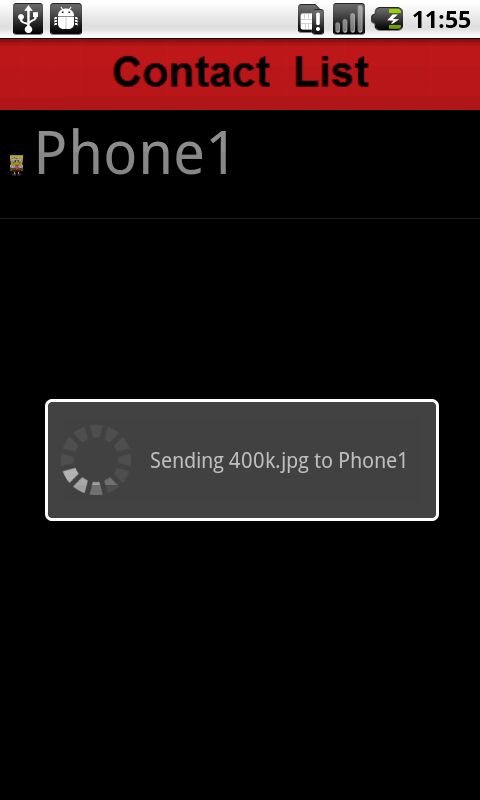 11:55
Contact List
Phone1
Sending 400k.jpg to Phone1